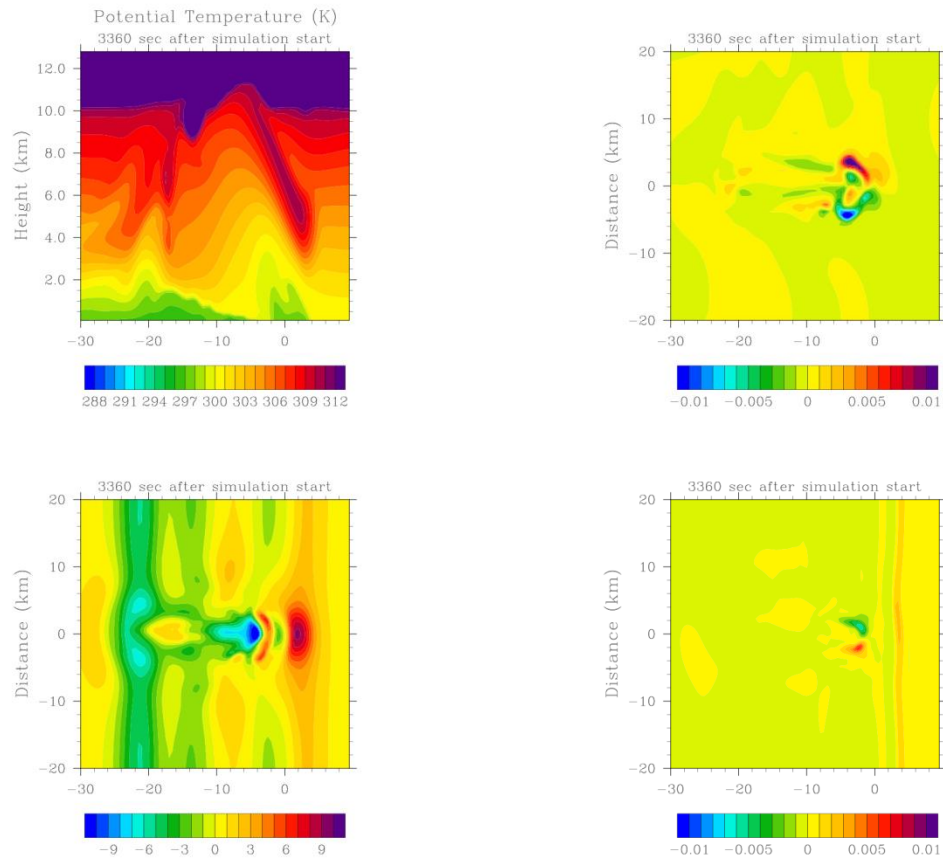 Potential Temperature (K)
3360 sec after simulation start
12.0
10.0
8.0
6.0
4.0
2.0
Height (km)
-30 -20 -10 0
288 291 294 297 300 303 306 309 312
3360 sec after simulation start
20
10
0
-10
-20
Distance (km)
-30 -20 -10 0
-0.01 -0.005 0 0.005 0.01
3360 sec after simulation start
20
10
0
-10
-20
Distance (km)
-30 -20 -10 0
-9 -6 -3 0 3 6 9
3360 sec after simulation start
20
10
0
-10
-20
Distance (km)
-30 -20 -10 0
-0.01 -0.005 0 0.005 0.01